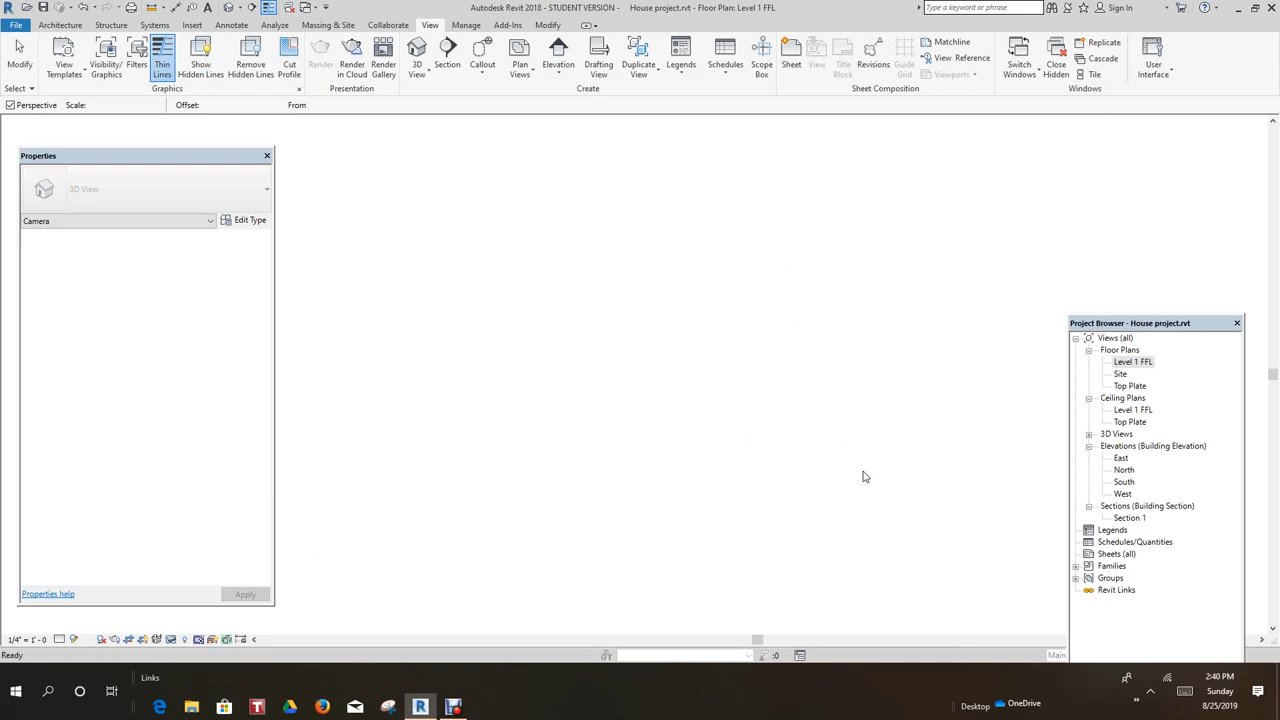 Autodesk Revit 2018 - STUDENT VERSION - House project.rvt - Floor Plan: Level 1 FFL
Type a keyword or phrase
Sign In
File Architecture Structure Systems Insert Annotate Analyze Massing & Site Collaborate View Manage Add-Ins Modify
Modify
View Templates
Visibility/ Graphics
Filters
Thin Lines
Show Hidden Lines
Remove Hidden Lines
Cut Profile
Render
Render in Cloud
Render Gallery
3D View
Section
Callout
Plan Views
Elevation
Drafting View
Duplicate View
Legends
Schedules
Scope Box
Sheet
View
Title Block
Revisions
Guide Grid
Matchline
View Reference
Viewports
Switch Windows
Close Hidden
Replicate
Cascade
Tile
User Interface
Select Graphics Presentation Create Sheet Composition Windows
Perspective Scale: Offset: From
Properties
3D View
Camera
Edit Type
Properties help
Apply
Project Browser - House project.rvt
Views (all)
Floor Plans
Level 1 FFL
Site
Top Plate
Ceiling Plans
Level 1 FFL
Top Plate
3D Views
Elevations (Building Elevation)
East
North
South
West
Sections (Building Section)
Section 1
Legends
Schedules/Quantities
Sheets (all)
Families
Groups
Revit Links
1/4" = 1' - 0
Ready
:0
Main
Links
Desktop
OneDrive
2:40 PM
Sunday
8/25/2019